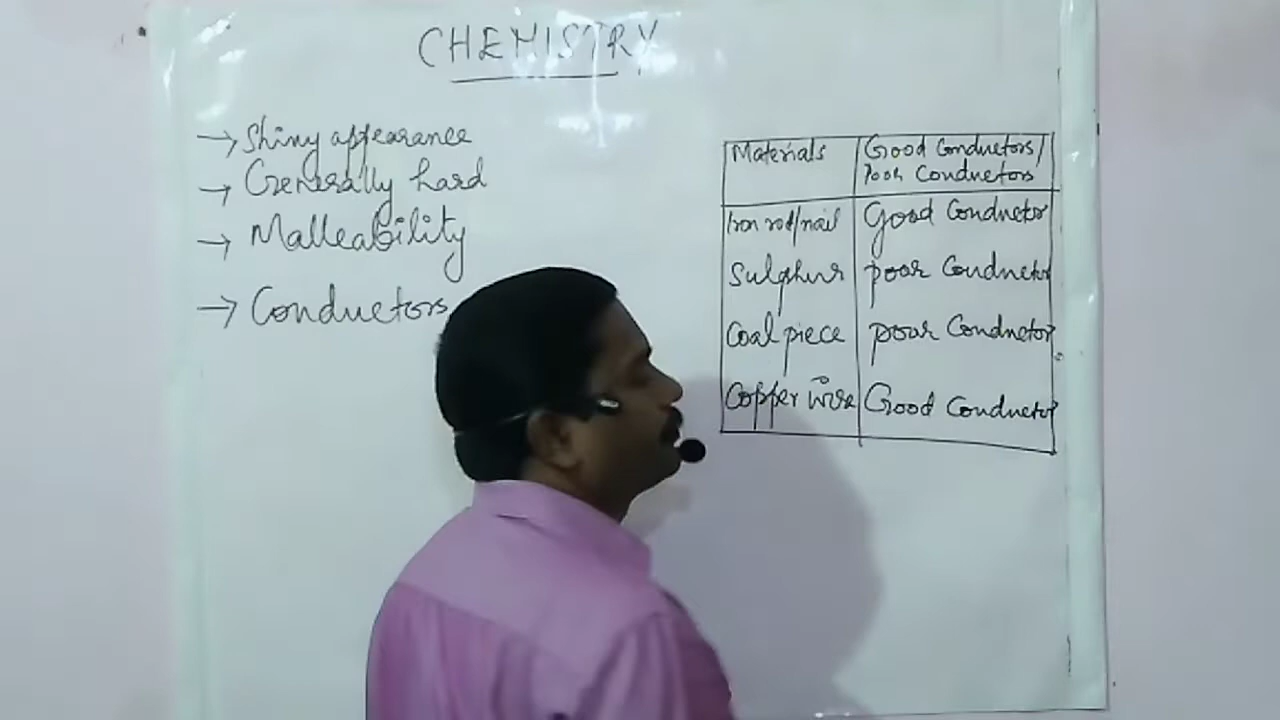 CHEMISTRY
→ Shiny appearance
→ Generally hard
→ Malleability
→ Conductors
Materials
Good Conductors/
Poor Conductors
Iron rod/nail
Good Conductor
Sulphur
poor Conductor
Coal piece
poor Conductor
Copper wire
Good Conductor